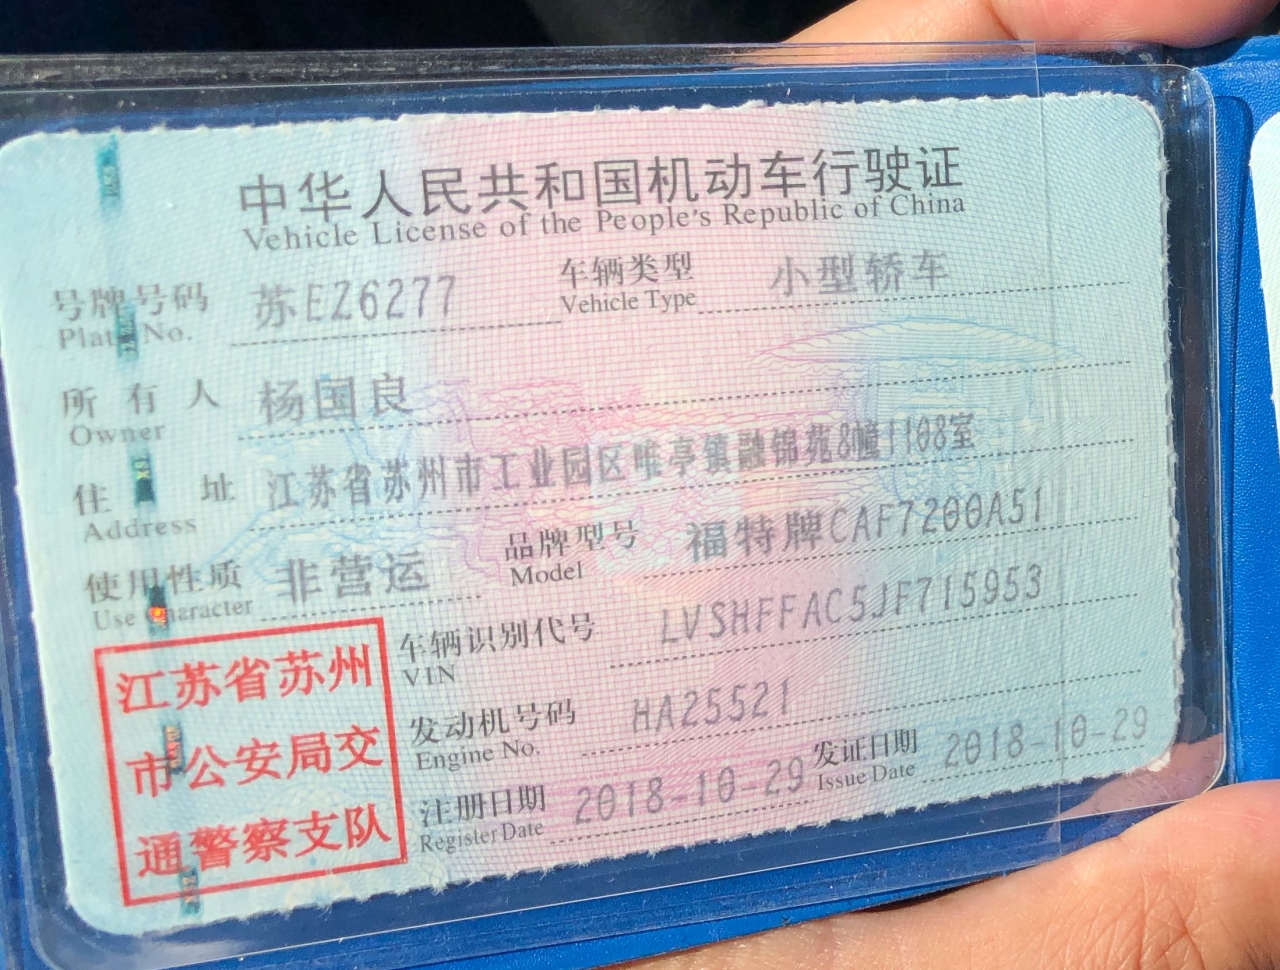 中华人民共和国机动车行驶证
Vehicle License of the People's Republic of China
号牌号码 苏EZ6277 车辆类型 小型轿车
Plate No. Vehicle Type
所有人 杨国良
Owner
住址 江苏省苏州市工业园区唯亭镇融锦苑8幢1108室
Address
使用性质 非营运 品牌型号 福特牌CAF7200A51
Use Character Model
车辆识别代号 LVSHFFAC5JF715953
VIN
发动机号码 HA25521
Engine No.
注册日期 2018-10-29 发证日期 2018-10-29
Register Date Issue Date
江苏省苏州
市公安局交
通警察支队